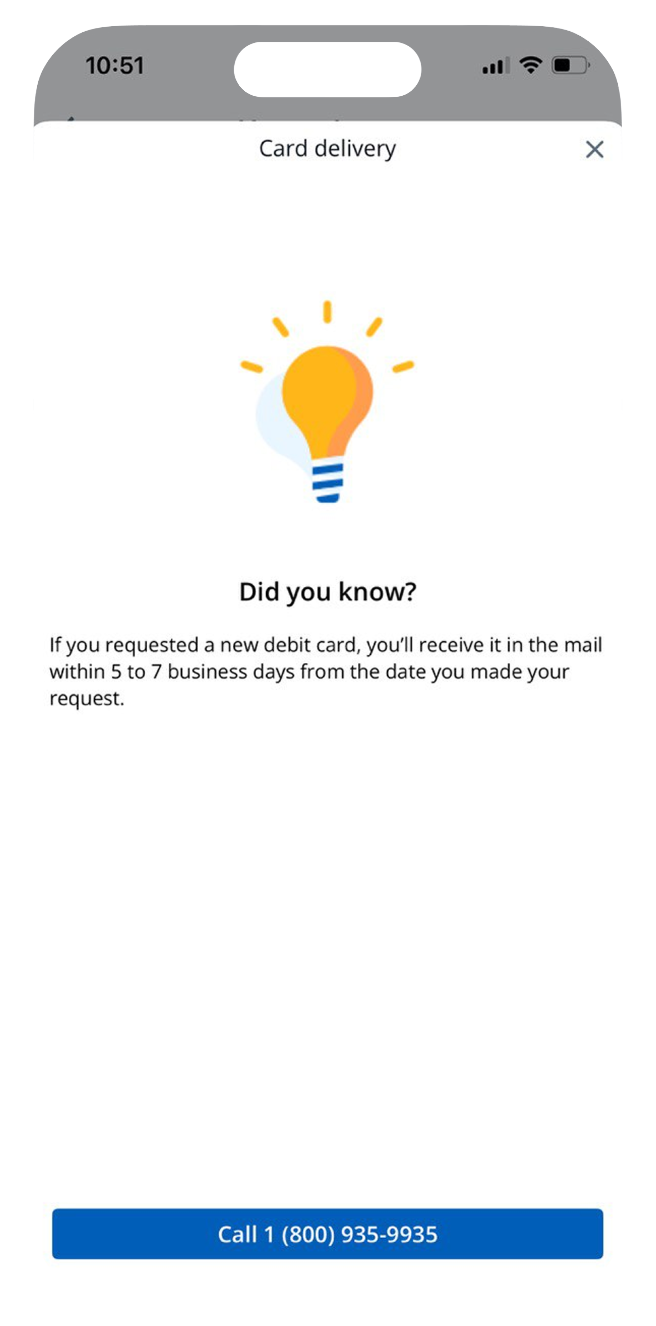 10:51
Card delivery
Did you know?
If you requested a new debit card, you’ll receive it in the mail
within 5 to 7 business days from the date you made your
request.
Call 1 (800) 935-9935